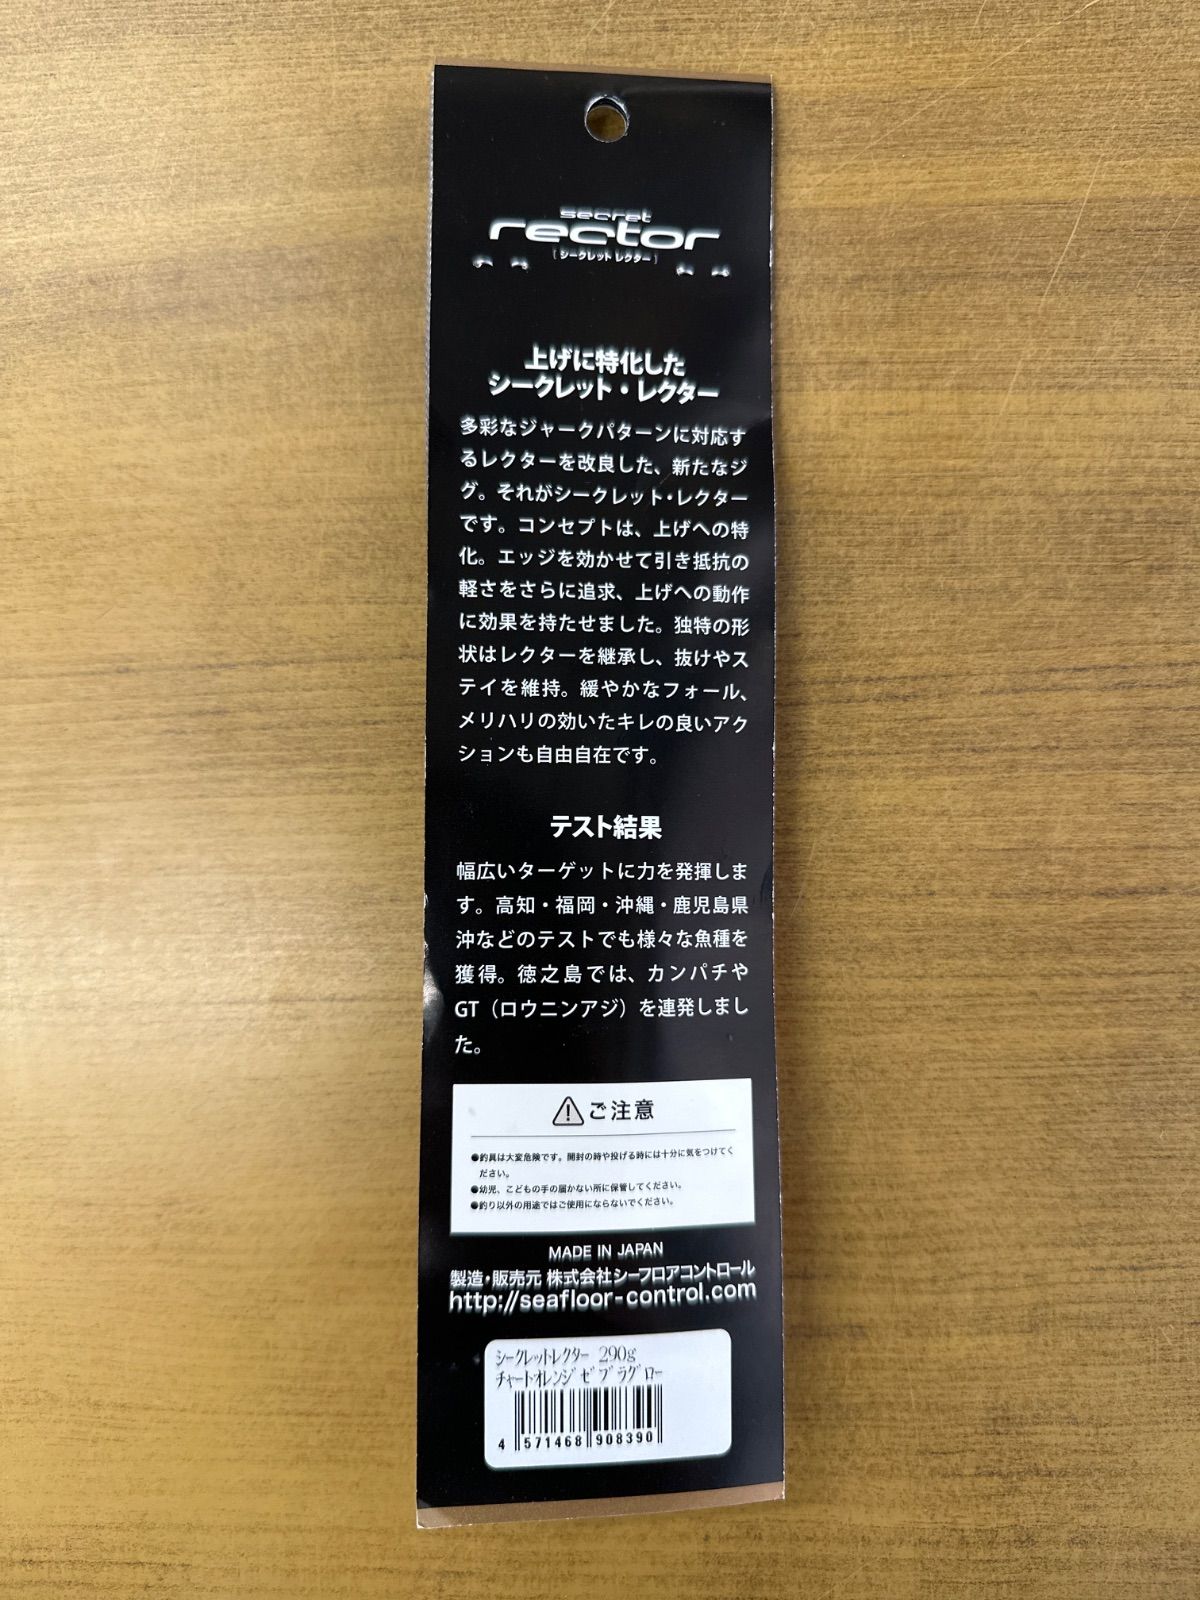 secret
rector
[ シークレット レクター ]
上げに特化した
シークレット・レクター
多彩なジャークパターンに対応す
るレクターを改良した、新たなジ
グ。それがシークレット・レクター
です。コンセプトは、上げへの特
化。エッジを効かせて引き抵抗の
軽さをさらに追求、上げへの動作
に効果を持たせました。独特の形
状はレクターを継承し、抜けやス
テイを維持。緩やかなフォール、
メリハリの効いたキレの良いアク
ションも自由自在です。
テスト結果
幅広いターゲットに力を発揮しま
す。高知・福岡・沖縄・鹿児島県
沖などのテストでも様々な魚種を
獲得。徳之島では、カンパチや
GT（ロウニンアジ）を連発しまし
た。
ご注意
●釣具は大変危険です。開封の時や投げる時には十分に気をつけてく
ださい。
●幼児、こどもの手の届かない所に保管してください。
●釣り以外の用途ではご使用にならないでください。
MADE IN JAPAN
製造・販売元 株式会社シーフロアコントロール
http://seafloor-control.com
シークレットレクター 290g
チャートオレンジゼブラグロー
4 571468 908390